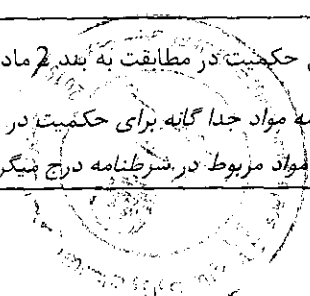 حکمیت در مطابقت به بند 2 ماد
مواد جدا گانه برای حکمیت در
مواد مربوط در شرطنامه درج میگر